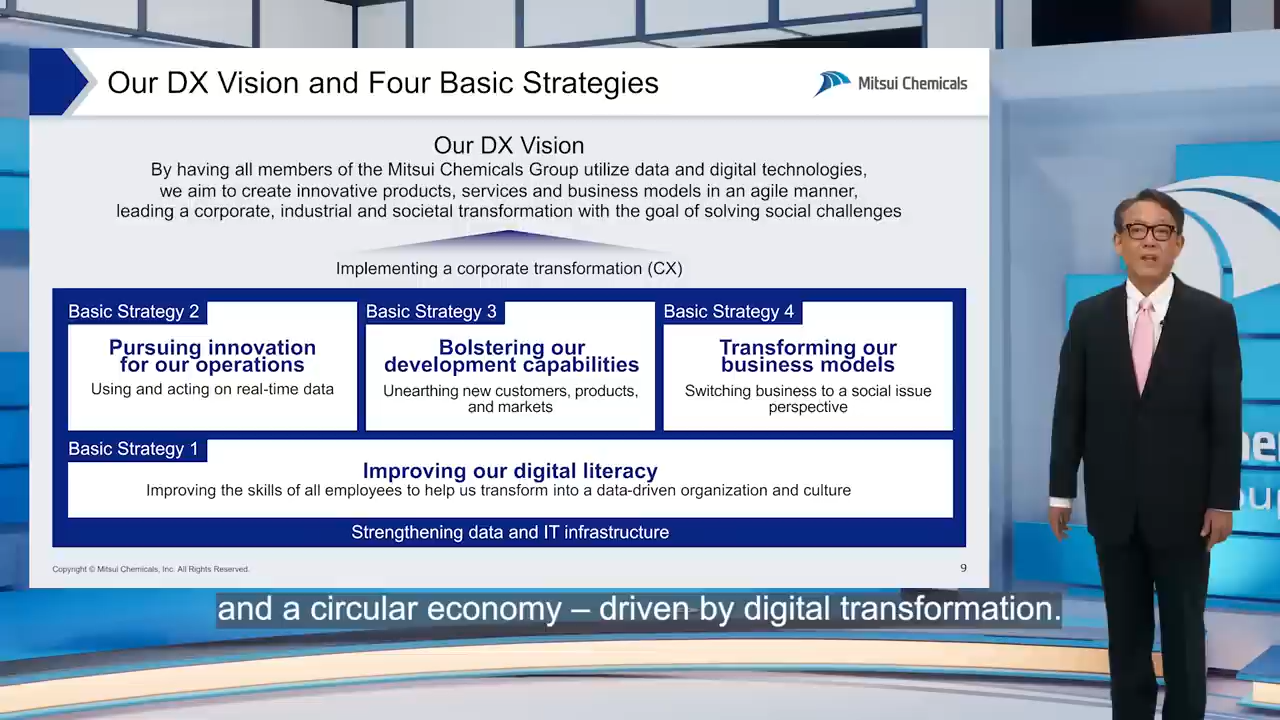 Our DX Vision and Four Basic Strategies
Mitsui Chemicals
Our DX Vision
By having all members of the Mitsui Chemicals Group utilize data and digital technologies,
we aim to create innovative products, services and business models in an agile manner,
leading a corporate, industrial and societal transformation with the goal of solving social challenges
Implementing a corporate transformation (CX)
Basic Strategy 2
Pursuing innovation
for our operations
Using and acting on real-time data
Basic Strategy 3
Bolstering our
development capabilities
Unearthing new customers, products,
and markets
Basic Strategy 4
Transforming our
business models
Switching business to a social issue
perspective
Basic Strategy 1
Improving our digital literacy
Improving the skills of all employees to help us transform into a data-driven organization and culture
Strengthening data and IT infrastructure
Copyright © Mitsui Chemicals, Inc. All Rights Reserved.
9
and a circular economy – driven by digital transformation.